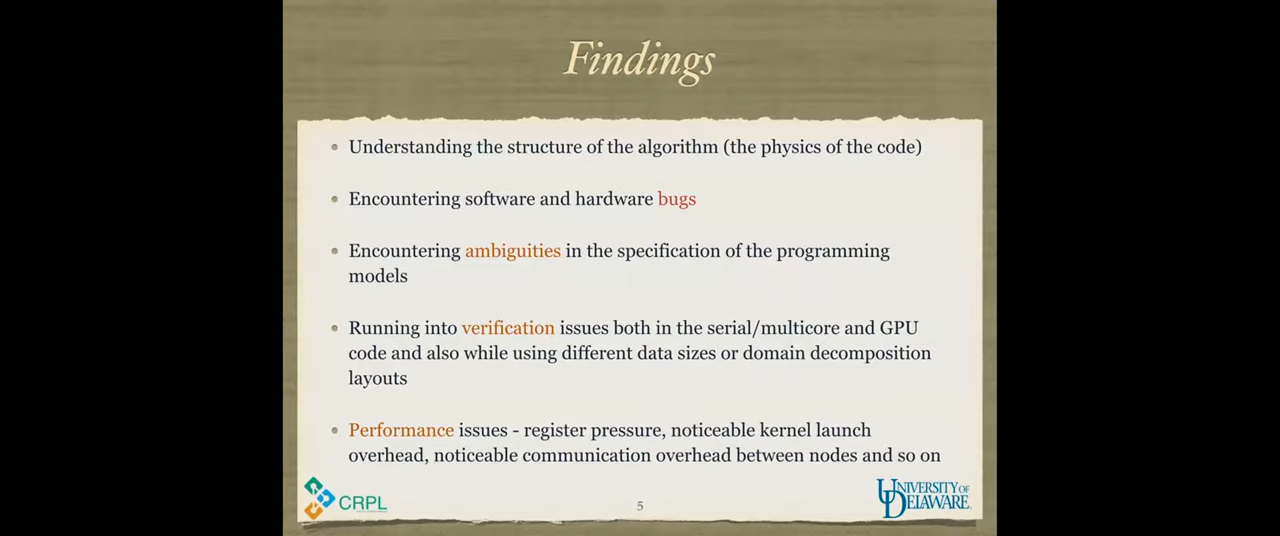 Findings
Understanding the structure of the algorithm (the physics of the code)
Encountering software and hardware bugs
Encountering ambiguities in the specification of the programming
models
Running into verification issues both in the serial/multicore and GPU
code and also while using different data sizes or domain decomposition
layouts
Performance issues - register pressure, noticeable kernel launch
overhead, noticeable communication overhead between nodes and so on
CRPL
5
UNIVERSITY OF
DELAWARE